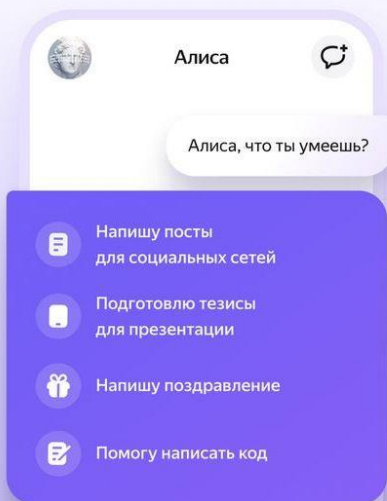 Алиса
Алиса, что ты умеешь?
Напишу посты
для социальных сетей
Подготовлю тезисы
для презентации
Напишу поздравление
Помогу написать код